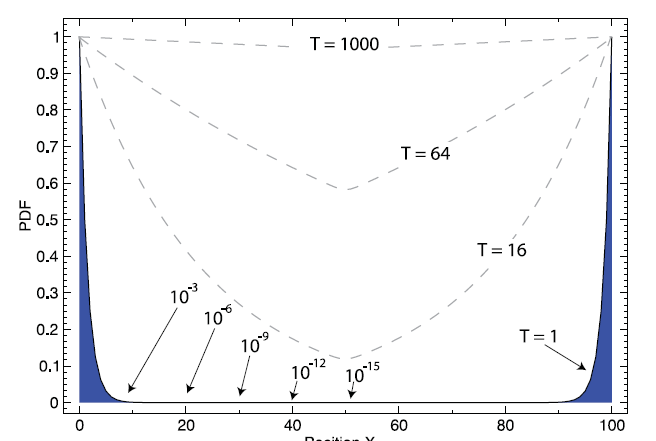 1
0.9
0.8
0.7
0.6
0.5
0.4
0.3
0.2
0.1
0
PDF
T = 1000
T = 64
T = 16
T = 1
10⁻³
10⁻⁶
10⁻⁹
10⁻¹²
10⁻¹⁵
0 20 40 60 80 100
Position X